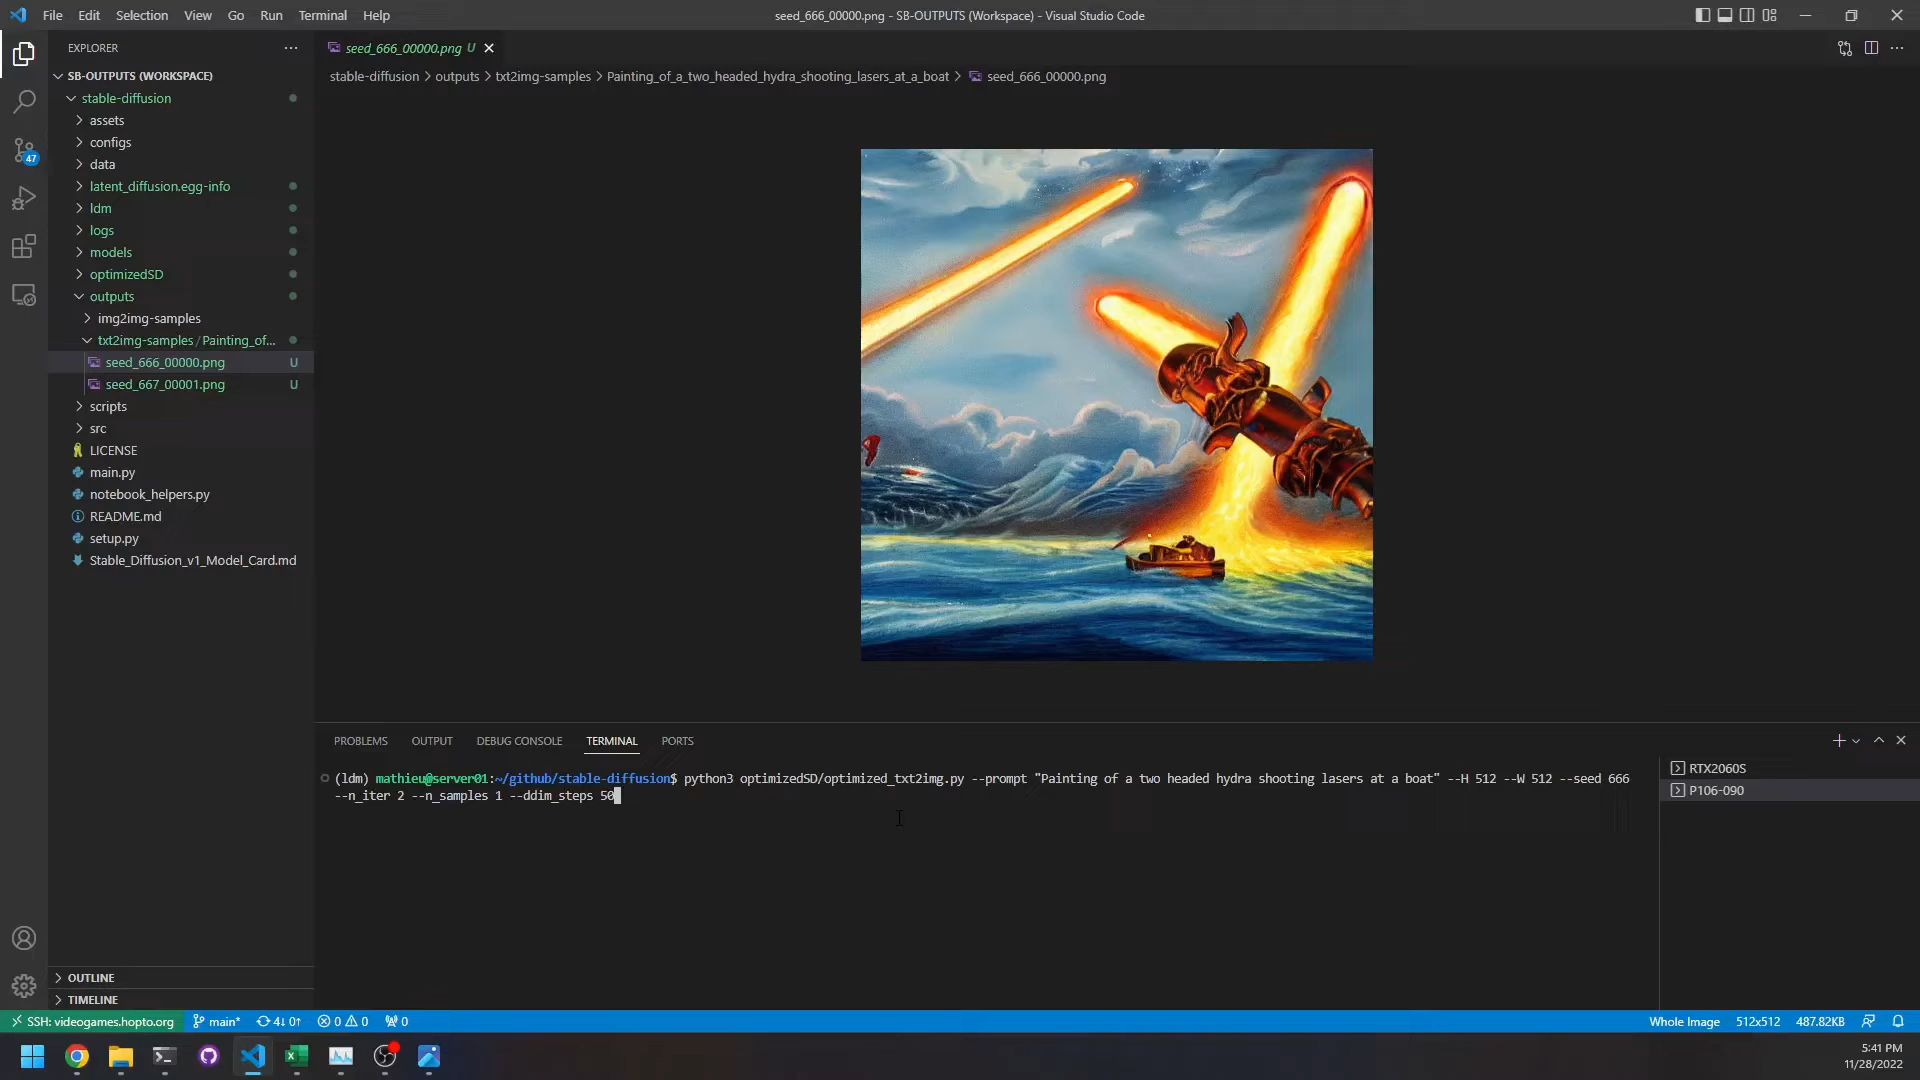 File Edit Selection View Go Run Terminal Help
seed_666_00000.png - SB-OUTPUTS (Workspace) - Visual Studio Code
EXPLORER
seed_666_00000.png U
SB-OUTPUTS (WORKSPACE)
stable-diffusion > outputs > txt2img-samples > Painting_of_a_two_headed_hydra_shooting_lasers_at_a_boat > seed_666_00000.png
stable-diffusion
assets
configs
47
data
latent_diffusion.egg-info
ldm
logs
models
optimizedSD
outputs
img2img-samples
txt2img-samples / Painting_of...
seed_666_00000.png U
seed_667_00001.png U
scripts
src
LICENSE
main.py
notebook_helpers.py
README.md
setup.py
Stable_Diffusion_v1_Model_Card.md
PROBLEMS OUTPUT DEBUG CONSOLE TERMINAL PORTS
(ldm) mathieu@server01:~/github/stable-diffusion$ python3 optimizedSD/optimized_txt2img.py --prompt "Painting of a two headed hydra shooting lasers at a boat" --H 512 --W 512 --seed 666
--n_iter 2 --n_samples 1 --ddim_steps 50
RTX2060S
P106-090
OUTLINE
TIMELINE
SSH: videogames.hopto.org main* 4↓ 0↑ 0 0 0
Whole Image 512x512 487.82KB
5:41 PM
11/28/2022